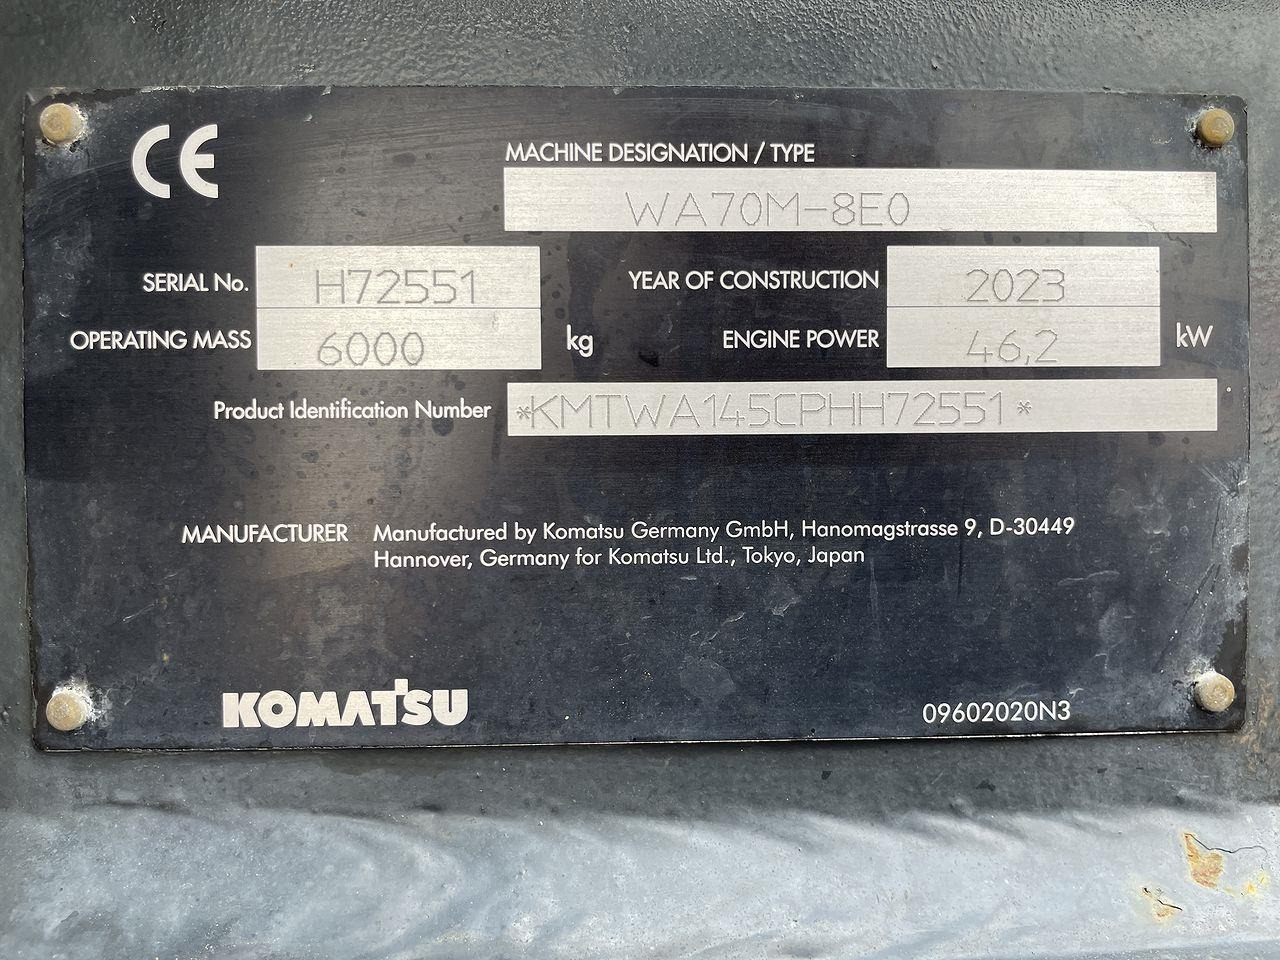 CE
MACHINE DESIGNATION / TYPE
WA70M-8E0
SERIAL No. H72551 YEAR OF CONSTRUCTION 2023
OPERATING MASS 6000 kg ENGINE POWER 46,2 kW
Product Identification Number *KMTWA145CPHH72551*
MANUFACTURER Manufactured by Komatsu Germany GmbH, Hanomagstrasse 9, D-30449
Hannover, Germany for Komatsu Ltd., Tokyo, Japan
KOMATSU 09602020N3